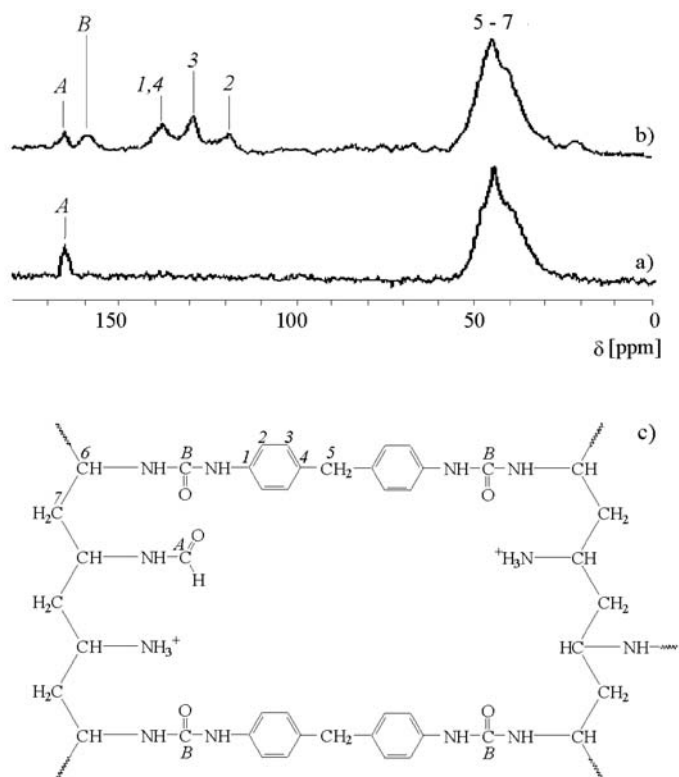 B
5 - 7
A 1,4 3 2
b)
A
a)
150 100 50 0
δ [ppm]
c)
6 B 2 3 5 B
CH NH C NH 1 4 CH2 NH C NH CH
O O
7 A O
H2C CH2
CH NH C +H3N CH
H
H2C CH2
CH NH3+ HC NH
H2C O O CH2
CH NH C NH CH2 NH C NH CH
B B